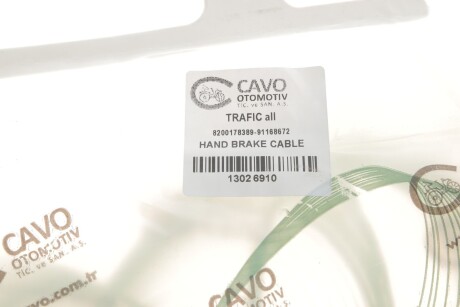 CAVO
OTOMOTIV
TİC. ve SAN. A.Ş.
TRAFIC all
8200178389-91168672
HAND BRAKE CABLE
1302 6910
CAVO
OTOMOTIV
TİC. ve SAN. A.Ş.
cavo.com.tr
CAVO
OTOMOTIV